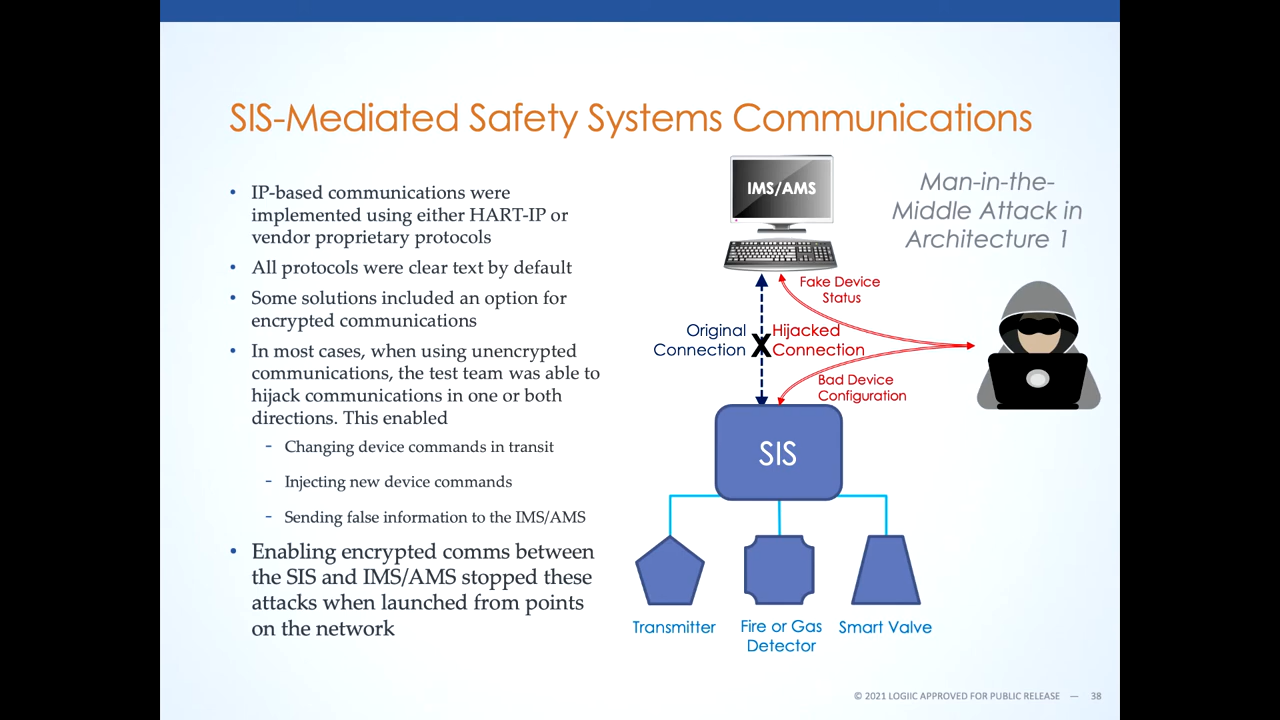 SIS-Mediated Safety Systems Communications
• IP-based communications were
implemented using either HART-IP or
vendor proprietary protocols
• All protocols were clear text by default
• Some solutions included an option for
encrypted communications
• In most cases, when using unencrypted
communications, the test team was able to
hijack communications in one or both
directions. This enabled
- Changing device commands in transit
- Injecting new device commands
- Sending false information to the IMS/AMS
• Enabling encrypted comms between
the SIS and IMS/AMS stopped these
attacks when launched from points
on the network
IMS/AMS
Man-in-the-
Middle Attack in
Architecture 1
Fake Device
Status
Original
Connection
X
Hijacked
Connection
Bad Device
Configuration
SIS
Transmitter
Fire or Gas
Detector
Smart Valve
© 2021 LOGIIC APPROVED FOR PUBLIC RELEASE — 38